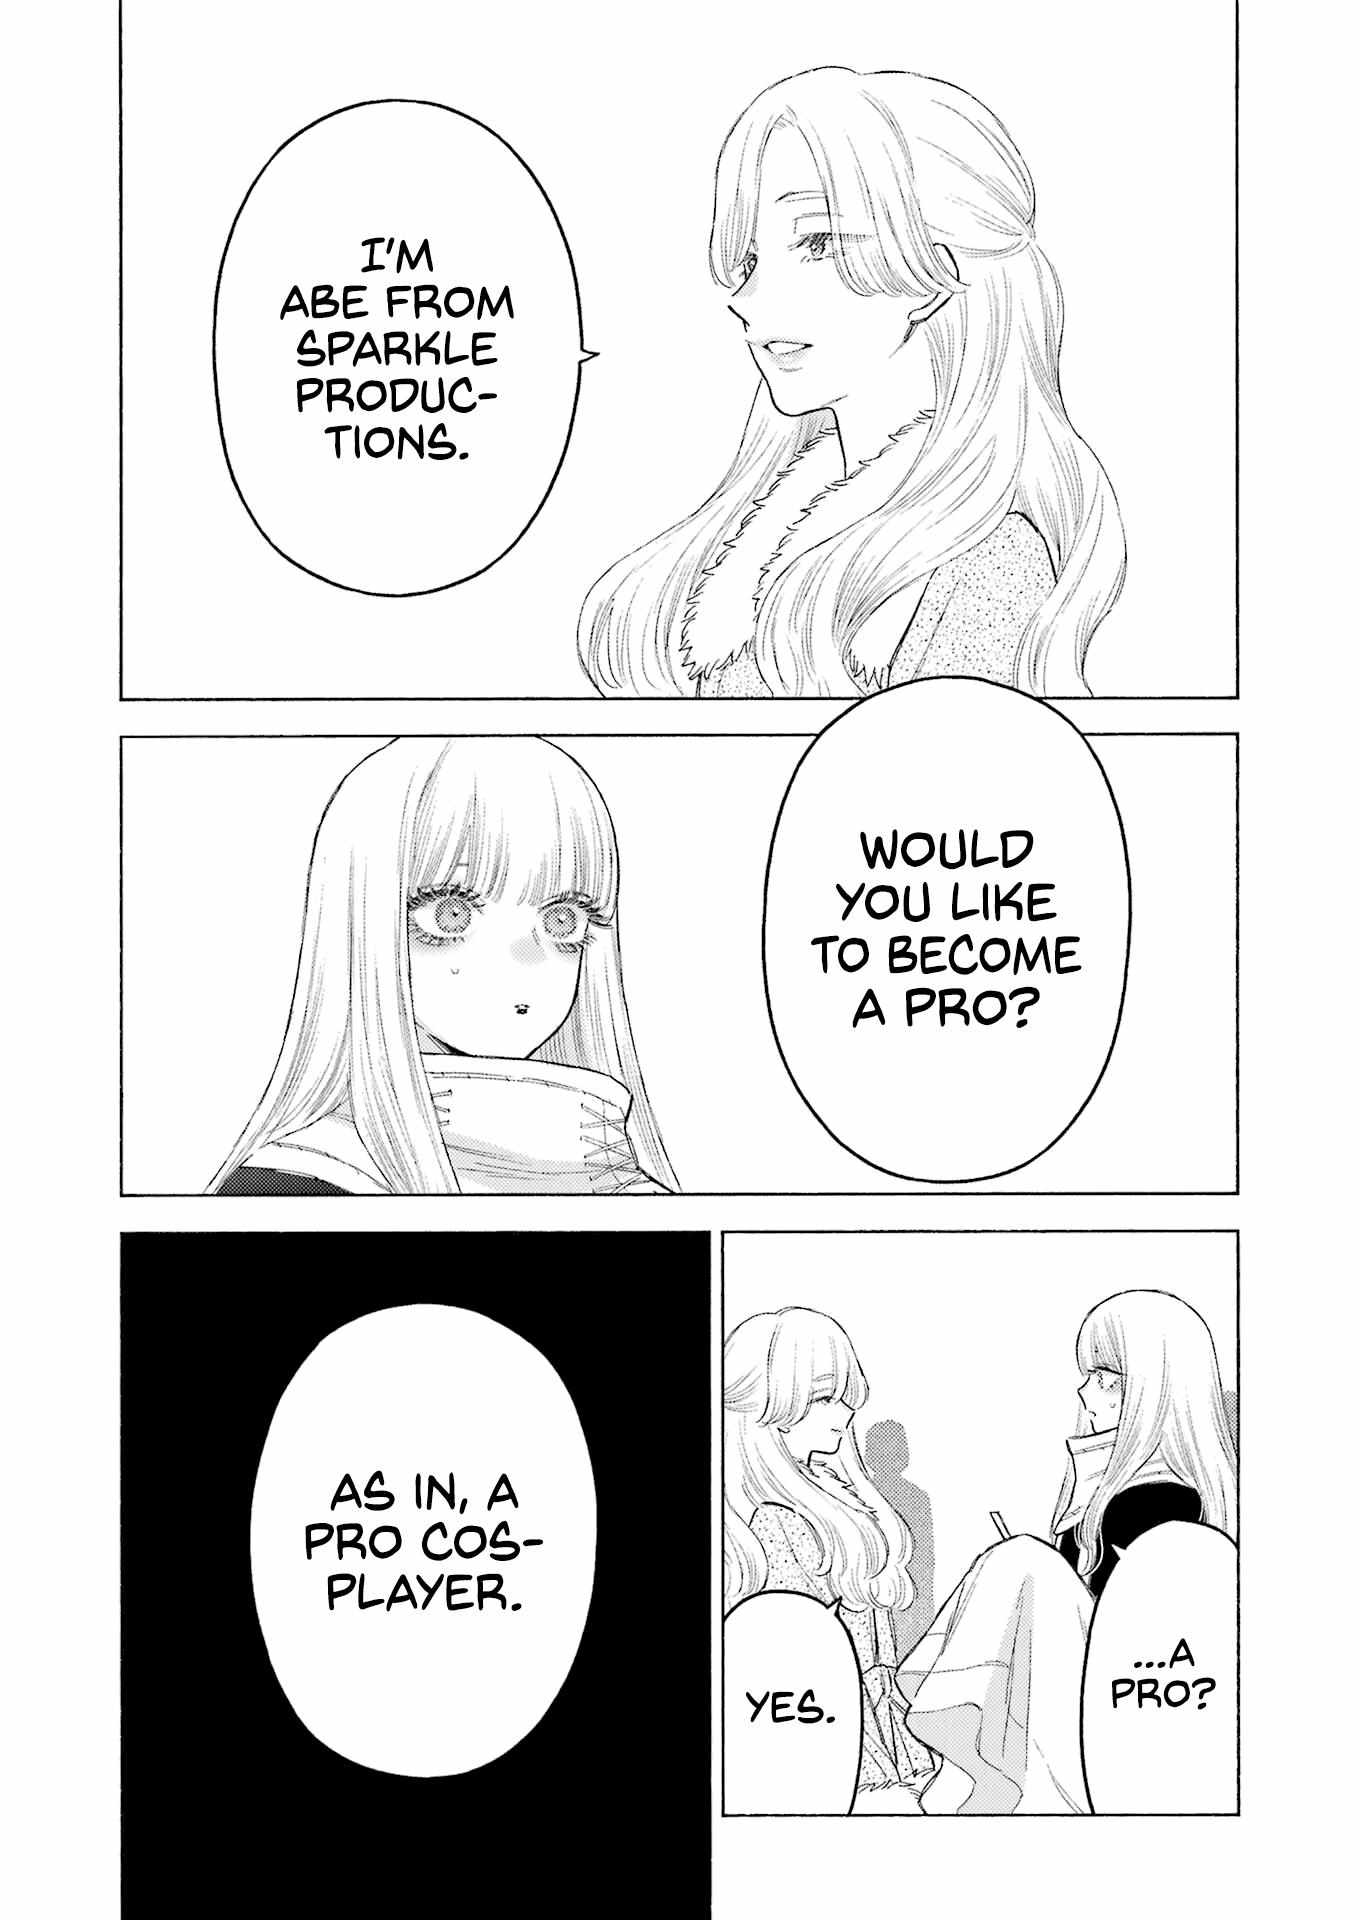 I'M
ABE FROM
SPARKLE
PRODUC-
TIONS.
WOULD
YOU LIKE
TO BECOME
A PRO?
...A
PRO?
YES.
AS IN, A
PRO COS-
PLAYER.